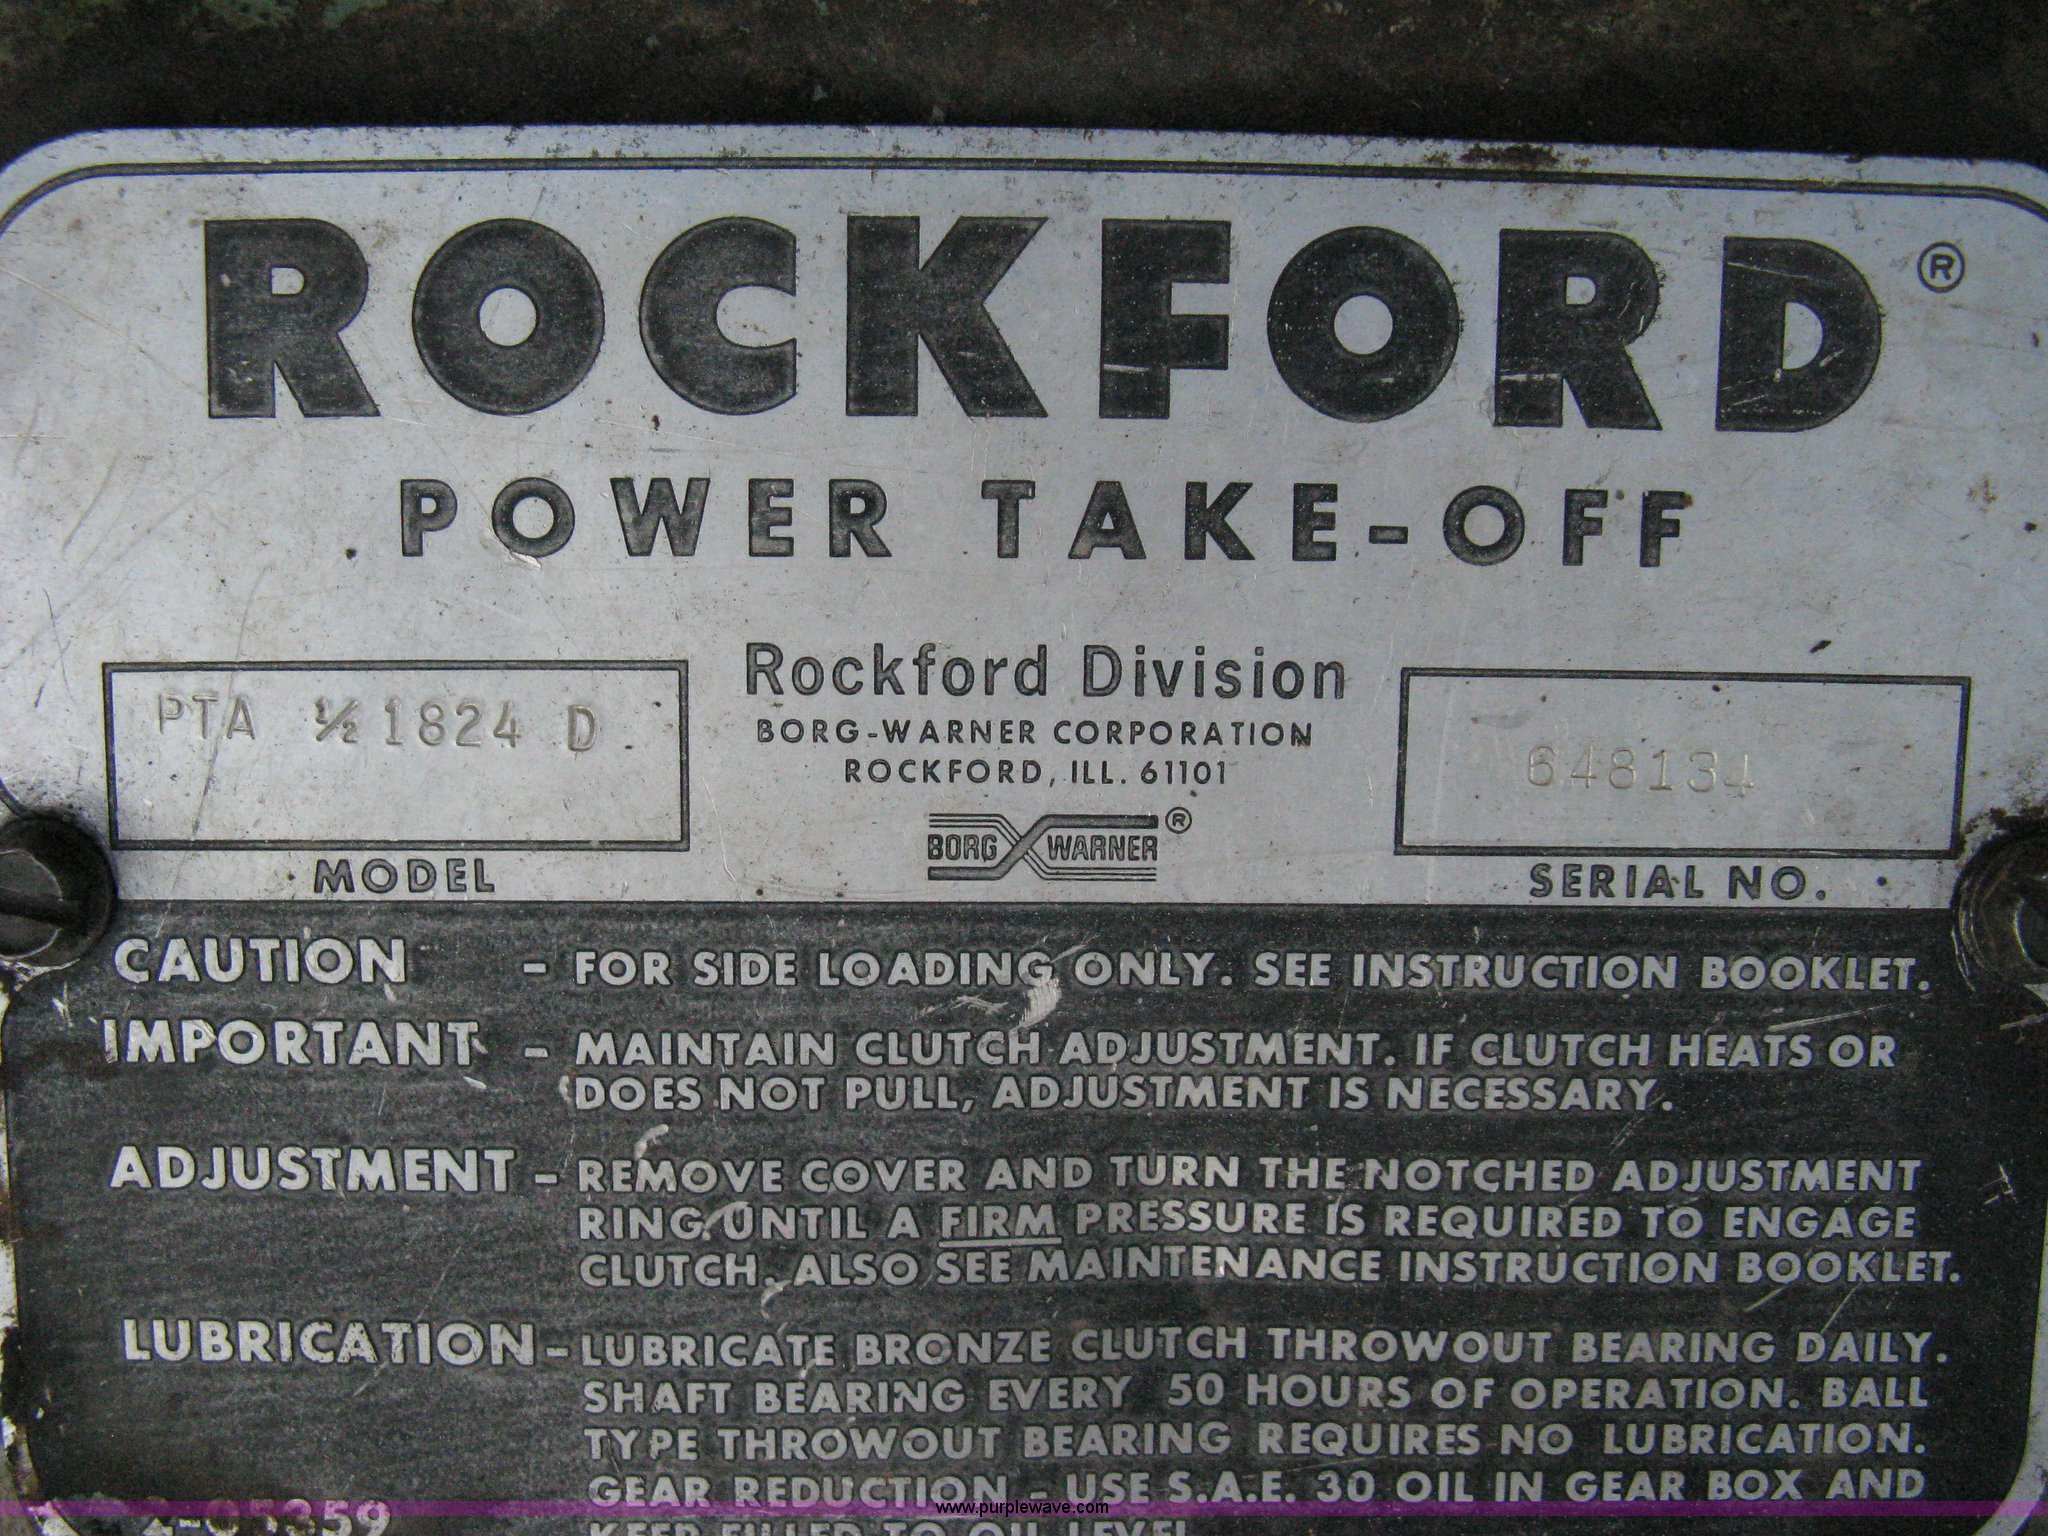 ROCKFORD®
POWER TAKE-OFF
PTA ½ 1824 D
MODEL
Rockford Division
BORG-WARNER CORPORATION
ROCKFORD, ILL. 61101
BORG WARNER®
648134
SERIAL NO.
CAUTION - FOR SIDE LOADING ONLY. SEE INSTRUCTION BOOKLET.
IMPORTANT - MAINTAIN CLUTCH ADJUSTMENT. IF CLUTCH HEATS OR
DOES NOT PULL, ADJUSTMENT IS NECESSARY.
ADJUSTMENT - REMOVE COVER AND TURN THE NOTCHED ADJUSTMENT
RING UNTIL A FIRM PRESSURE IS REQUIRED TO ENGAGE
CLUTCH. ALSO SEE MAINTENANCE INSTRUCTION BOOKLET.
LUBRICATION - LUBRICATE BRONZE CLUTCH THROWOUT BEARING DAILY.
SHAFT BEARING EVERY 50 HOURS OF OPERATION. BALL
TYPE THROWOUT BEARING REQUIRES NO LUBRICATION.
GEAR REDUCTION - USE S.A.E. 30 OIL IN GEAR BOX AND
KEEP FILLED TO OIL LEVEL
www.purplewave.com